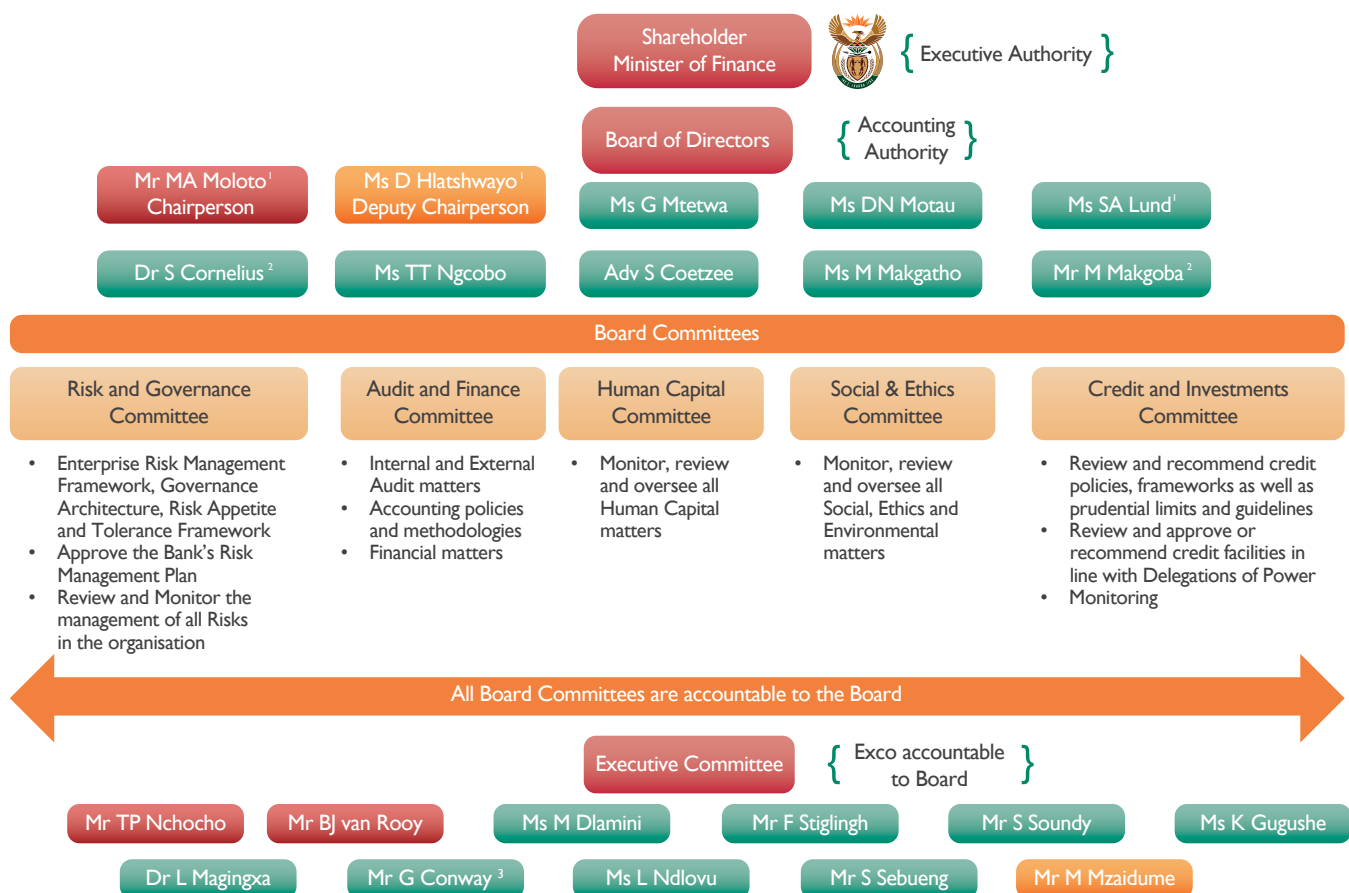 Shareholder
Minister of Finance
{ Executive Authority }
Board of Directors
{ Accounting
Authority }
Mr MA Moloto ¹
Chairperson
Ms D Hlatshwayo ¹
Deputy Chairperson
Ms G Mtetwa
Ms DN Motau
Ms SA Lund ¹
Dr S Cornelius ²
Ms TT Ngcobo
Adv S Coetzee
Ms M Makgatho
Mr M Makgoba ²
Board Committees
Risk and Governance
Committee
• Enterprise Risk Management
Framework, Governance
Architecture, Risk Appetite
and Tolerance Framework
• Approve the Bank's Risk
Management Plan
• Review and Monitor the
management of all Risks
in the organisation
Audit and Finance
Committee
• Internal and External
Audit matters
• Accounting policies
and methodologies
• Financial matters
Human Capital
Committee
• Monitor, review
and oversee all
Human Capital
matters
Social & Ethics
Committee
• Monitor, review
and oversee all
Social, Ethics and
Environmental
matters
Credit and Investments
Committee
• Review and recommend credit
policies, frameworks as well as
prudential limits and guidelines
• Review and approve or
recommend credit facilities in
line with Delegations of Power
• Monitoring
All Board Committees are accountable to the Board
Executive Committee
{ Exco accountable
to Board }
Mr TP Nchocho
Mr BJ van Rooy
Ms M Dlamini
Mr F Stiglingh
Mr S Soundy
Ms K Gugushe
Dr L Magingxa
Mr G Conway ³
Ms L Ndlovu
Mr S Sebueng
Mr M Mzaidume